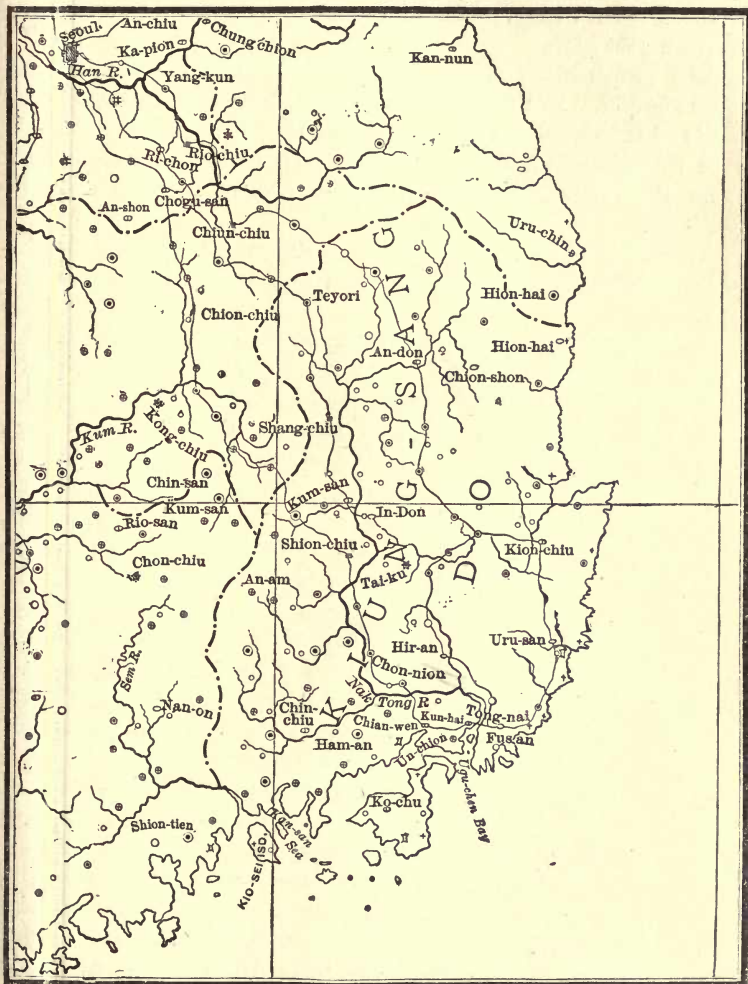 Seoul.
An-chiu
Ka-pion
Chung chion
Kan-nun
Han R.
Yang-kun
Ri-chon
Rio-chiu
An-shon
Chogu-san
Chiun-chiu
Uru-chin
Teyori
Hion-hai
Chion-chiu
An-don
Hion-hai
Chion-shon
Kum R.
Kong-chiu
Shang-chiu
Chin-san
Kum-san
Kum-san
In-Don
Rio-san
Shion-chiu
Kion-chiu
Chon-chiu
An-am
Tai-ku
Sem R.
Hir-an
Uru-san
Chon-nion
Nan-on
Chin-chiu
Nak Tong R
Chian-wen
Kun-hai
Tong-nai
Ham-an
Un-chion
Fusan
Ko-chu
Ugu-chen Bay
Shion-tien
Kan-san Sea
KIO-SEI ISD.
KIUNG-SANG DO